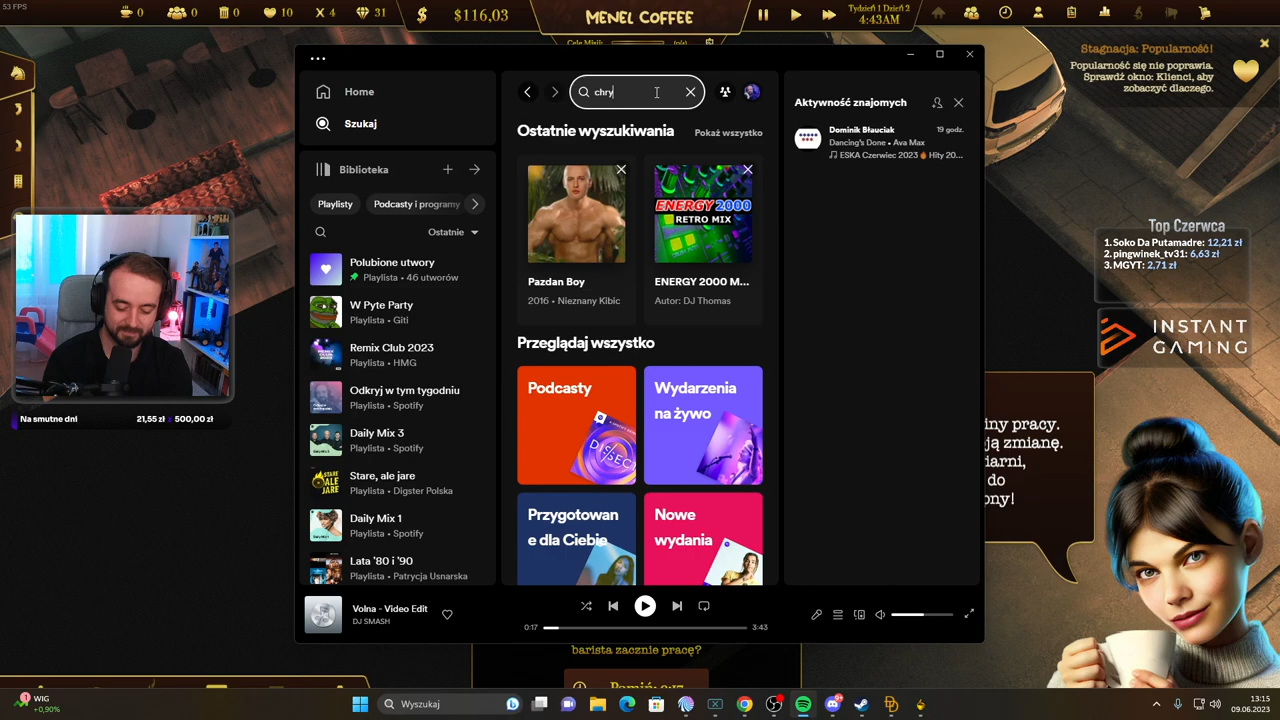 53 FPS
0
0
0
10
4
31
$116,03
MENEL COFFEE
Tydzień 1 Dzień 2
4:43AM
Stagnacja: Popularność!
Popularność się nie poprawia.
Sprawdź okno: Klienci, aby
zobaczyć dlaczego.
Home
Szukaj
chry
Ostatnie wyszukiwania
Pokaż wszystko
Biblioteka
Playlisty
Podcasty i programy
Ostatnie
Polubione utwory
Playlista • 46 utworów
W Pyte Party
Playlista • Giti
Remix Club 2023
Playlista • HMG
Odkryj w tym tygodniu
Playlista • Spotify
Daily Mix 3
Playlista • Spotify
Stare, ale jare
Playlista • Digster Polska
Daily Mix 1
Playlista • Spotify
Lata '80 i '90
Playlista • Patrycja Usnarska
ENERGY 2000
RETRO MIX
Pazdan Boy
2016 • Nieznany Kibic
ENERGY 2000 M...
Autor: DJ Thomas
Przeglądaj wszystko
Podcasty
Wydarzenia
na żywo
Przygotowan
e dla Ciebie
Nowe
wydania
Aktywność znajomych
Dominik Błauciak
19 godz.
Dancing's Done • Ava Max
ESKA Czerwiec 2023 🔥 Hity 20...
Volna - Video Edit
DJ SMASH
0:17
3:43
Na smutne dni
21,55 zł
500,00 zł
Top Czerwca
1. Soko Da Putamadre: 12,21 zł
2. pingwinek_tv31: 6,63 zł
3. MGYT: 2,71 zł
INSTANT
GAMING
iny pracy.
ją zmianę.
iarni,
do
ony!
barista zacznie pracę?
WIG
+0,90%
Wyszukaj
13:15
09.06.2023